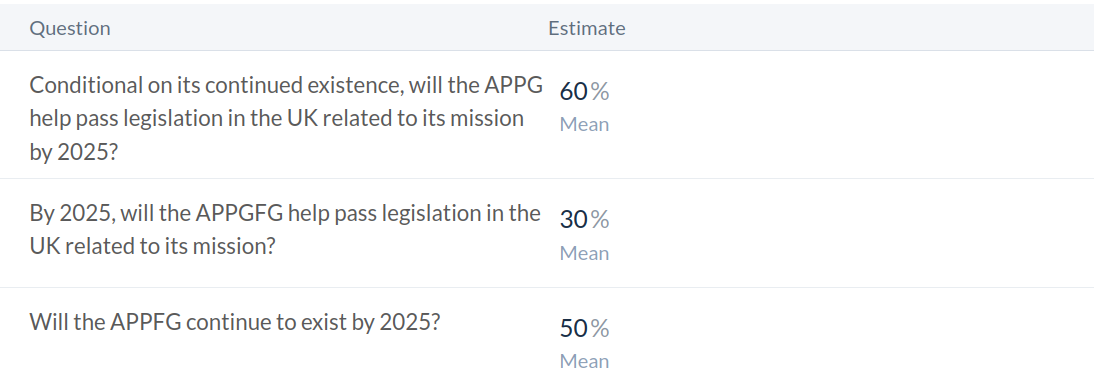 Question Estimate
Conditional on its continued existence, will the APPG 60%
help pass legislation in the UK related to its mission Mean
by 2025?
By 2025, will the APPGFG help pass legislation in the 30%
UK related to its mission? Mean
Will the APPFG continue to exist by 2025? 50%
Mean